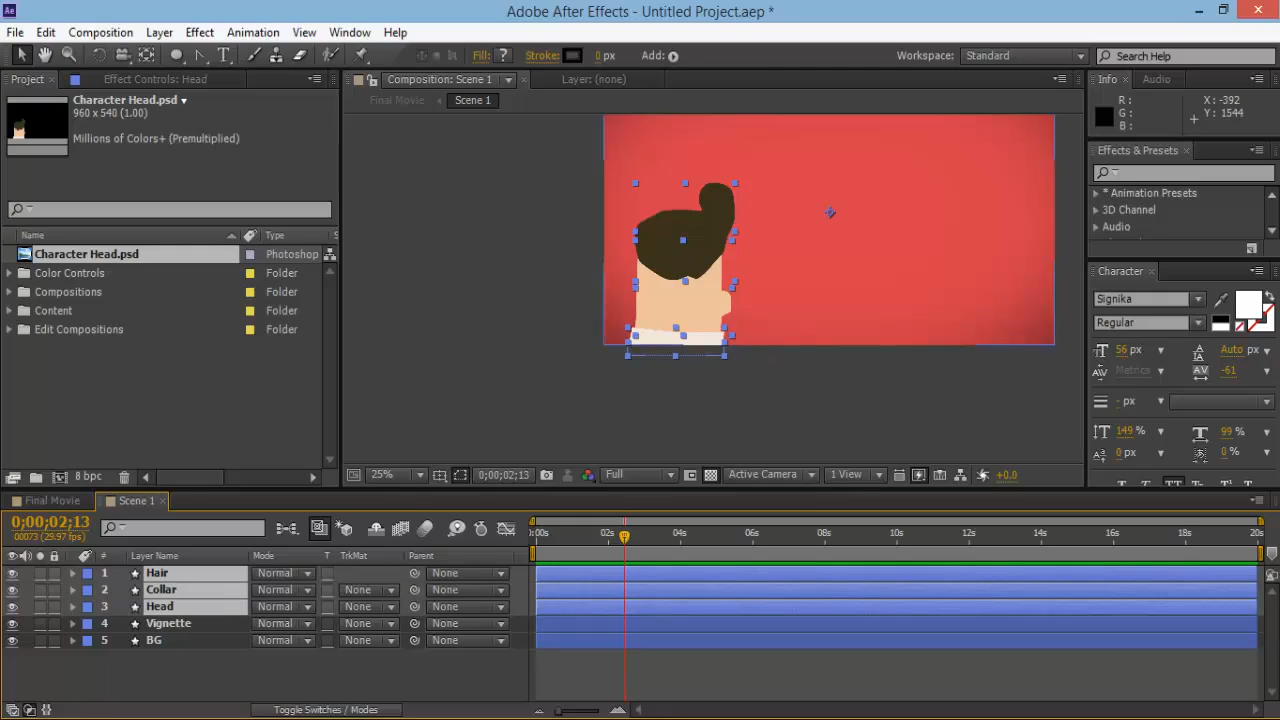 Ae Adobe After Effects - Untitled Project.aep *
File Edit Composition Layer Effect Animation View Window Help
Fill: ? Stroke: 0 px Add: Workspace: Standard Search Help
Project Effect Controls: Head Composition: Scene 1 Layer: (none) Info Audio
Character Head.psd
960 x 540 (1.00)
Millions of Colors+ (Premultiplied)
Final Movie Scene 1
R : X : -392
G : Y : 1544
B :
Effects & Presets
* Animation Presets
3D Channel
Audio
Name Type S
Character Head.psd Photoshop
Color Controls Folder
Compositions Folder
Content Folder
Edit Compositions Folder
Character
Signika
Regular
T 56 px Auto px
Metrics AV -61
- px
149 % 99 %
0 px 0 %
8 bpc
25% 0;00;02;13 Full Active Camera 1 View +0.0
Final Movie Scene 1
0;00;02;13
00073 (29.97 fps)
:00s 02s 04s 06s 08s 10s 12s 14s 16s 18s 20s
# Layer Name Mode T TrkMat Parent
1 Hair Normal None
2 Collar Normal None None
3 Head Normal None None
4 Vignette Normal None None
5 BG Normal None None
Toggle Switches / Modes